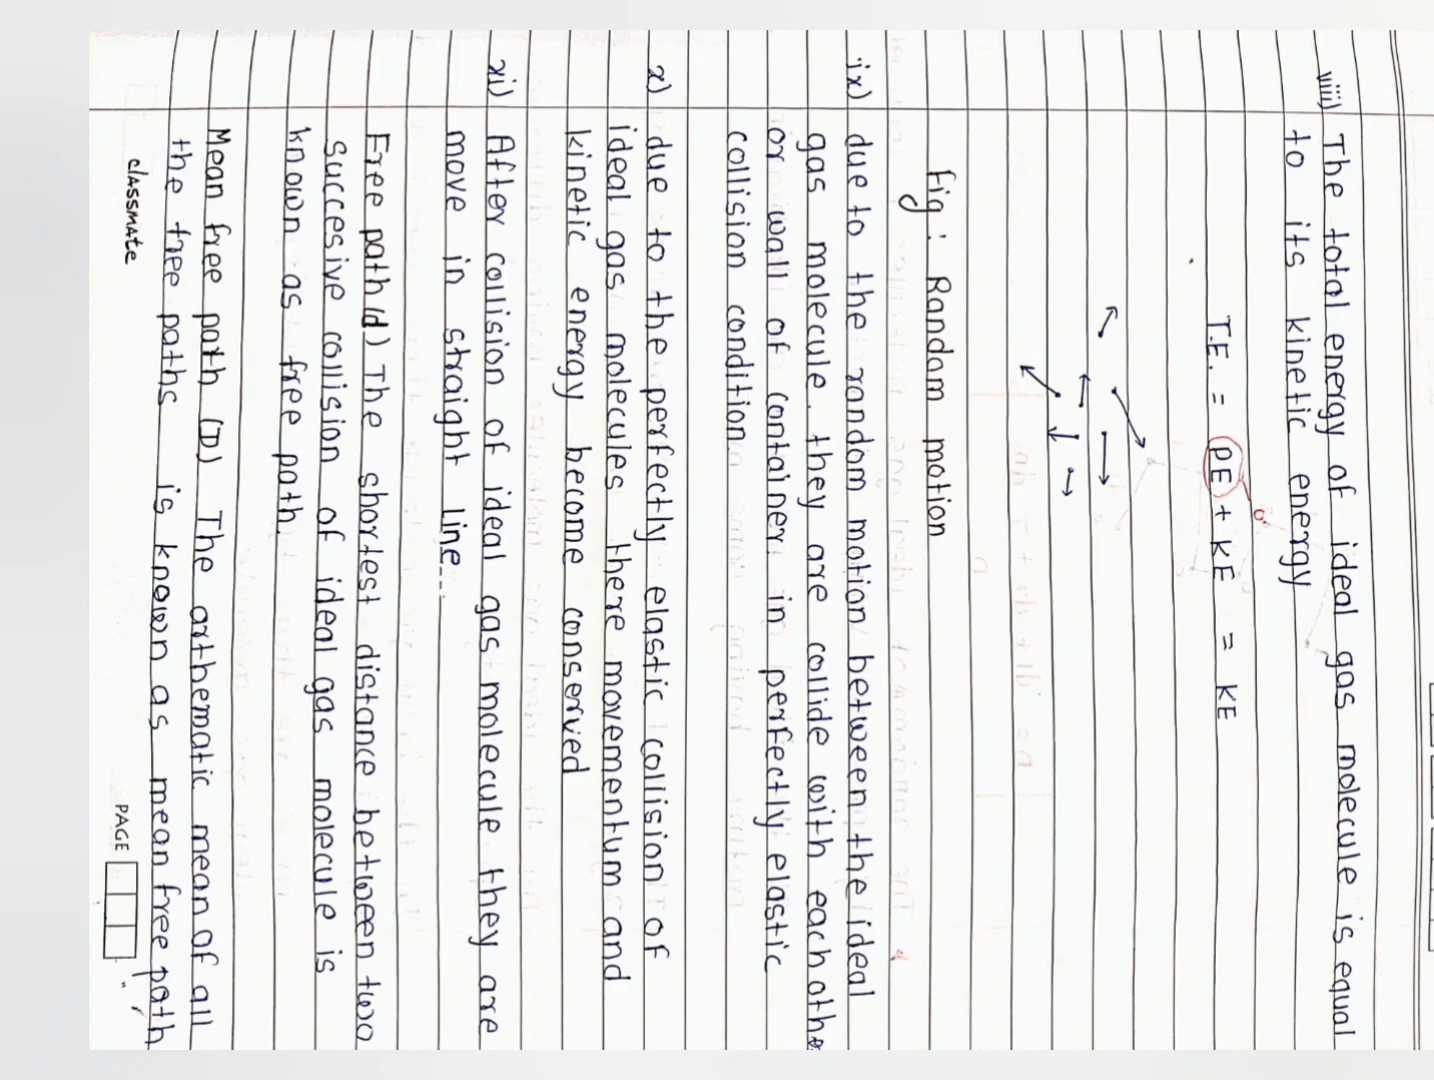 viii) The total energy of ideal gas molecule is equal
to its kinetic energy
T.E. = PE + KE = KE
0
Fig : Random motion
ix) due to the random motion between the ideal
gas molecule. they are collide with each othe
or wall of container in perfectly elastic
collision condition.
x) due to the perfectly elastic collision of
ideal gas molecules there movementum and
kinetic energy become conserved
xi) After collision of ideal gas molecule they are
move in straight line...
Free path (d) The shortest distance between two
succesive collision of ideal gas molecule is
known as free path.
Mean free path (D) The arthematic mean of all
the free paths is known as mean free path
classmate
PAGE